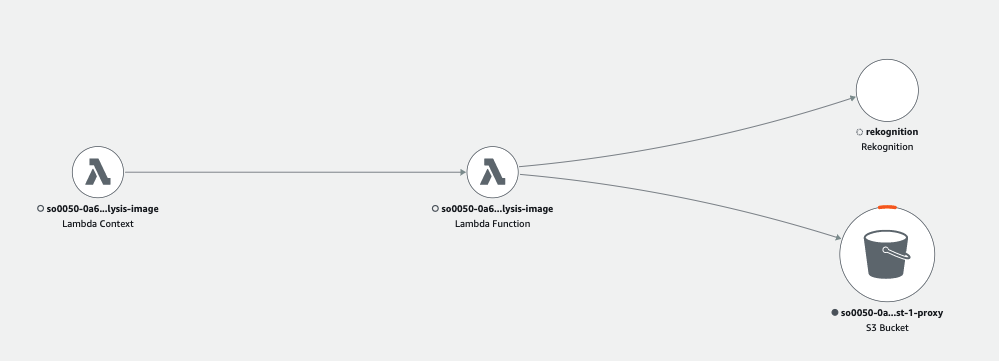 so0050-0a6...lysis-image
Lambda Context
so0050-0a6...lysis-image
Lambda Function
rekognition
Rekognition
so0050-0a...st-1-proxy
S3 Bucket